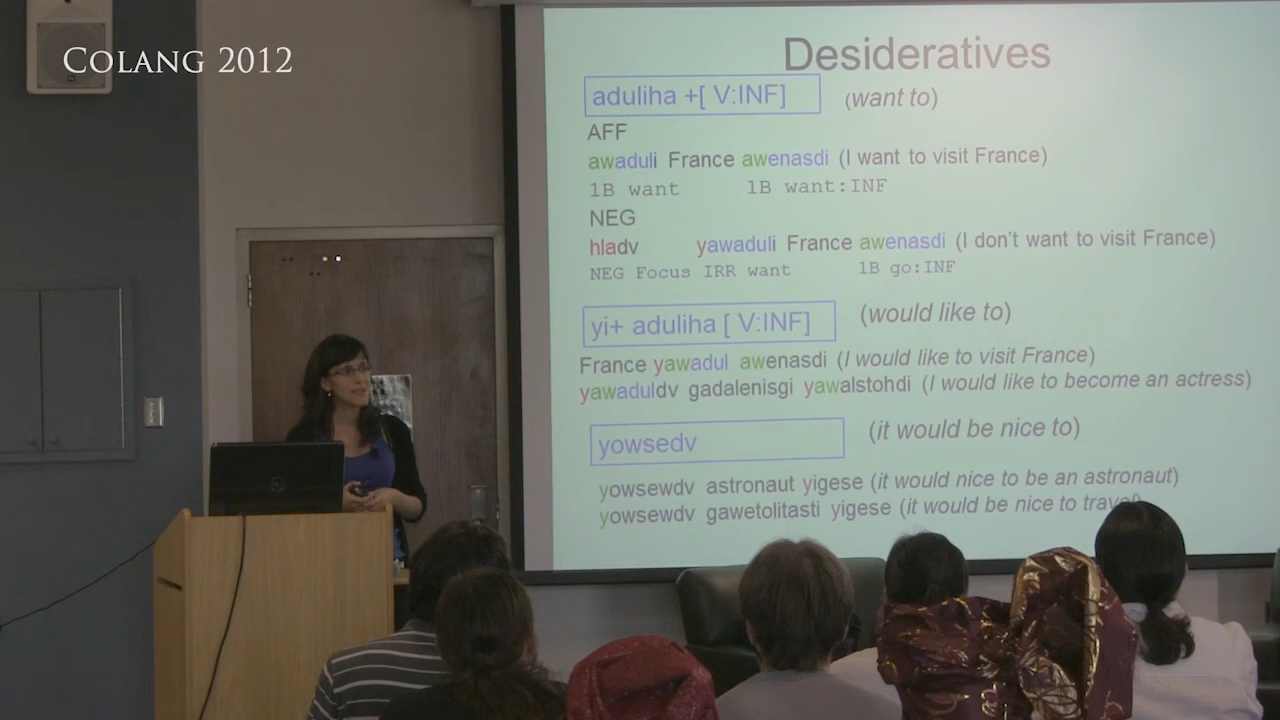 COLANG 2012
Desideratives
aduliha +[ V:INF] (want to)
AFF
awaduli France awenasdi (I want to visit France)
1B want 1B want:INF
NEG
hladv yawaduli France awenasdi (I don't want to visit France)
NEG Focus IRR want 1B go:INF
yi+ aduliha [ V:INF] (would like to)
France yawadul awenasdi (I would like to visit France)
yawaduldv gadalenisgi yawalstohdi (I would like to become an actress)
yowsedv (it would be nice to)
yowsewdv astronaut yigese (it would nice to be an astronaut)
yowsewdv gawetolitasti yigese (it would be nice to travel)